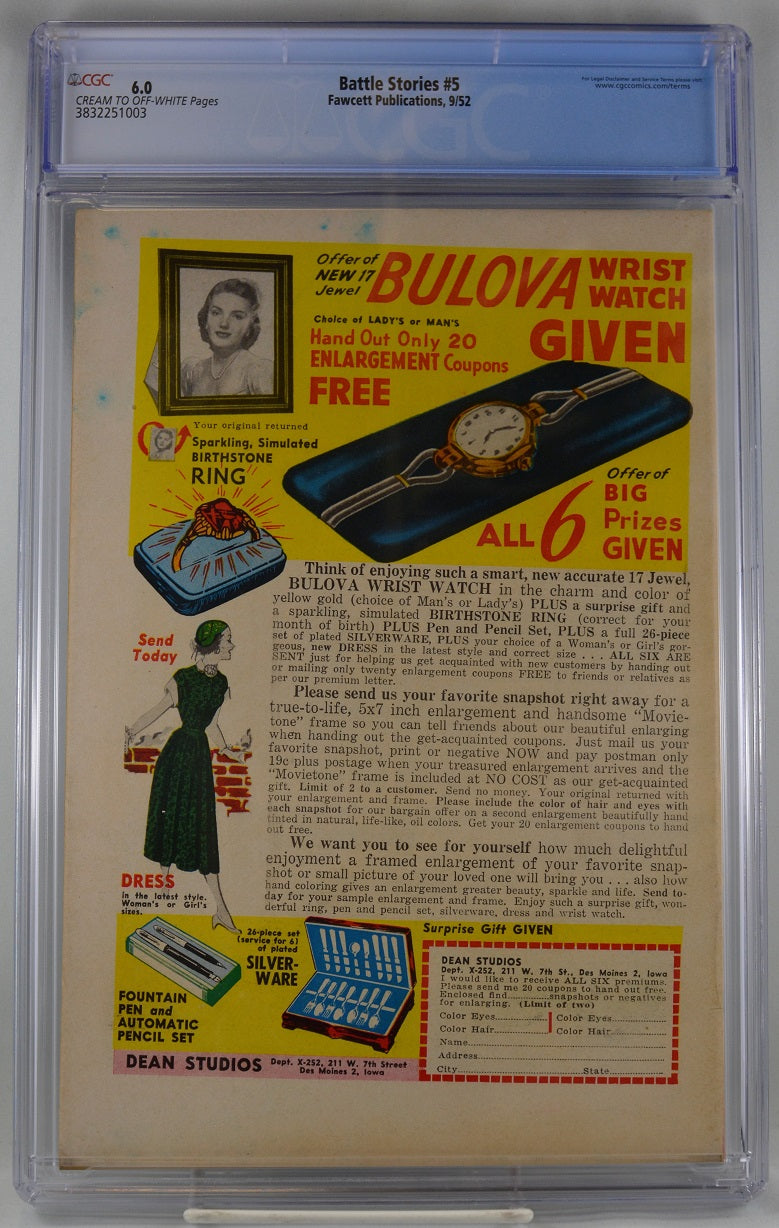 CGC
6.0
CREAM TO OFF-WHITE Pages
3832251003
Battle Stories #5
Fawcett Publications, 9/52
For Legal Disclaimer and Service Terms please visit:
www.cgccomics.com/terms
CGC
Offer of
NEW 17
Jewel
BULOVA
WRIST
WATCH
GIVEN
Choice of LADY'S or MAN'S
Hand Out Only 20
ENLARGEMENT Coupons
FREE
Your original returned
Sparkling, Simulated
BIRTHSTONE
RING
Offer of
ALL 6
BIG
Prizes
GIVEN
Think of enjoying such a smart, new accurate 17 Jewel,
BULOVA WRIST WATCH in the charm and color of
yellow gold (choice of Man's or Lady's) PLUS a surprise gift and
a sparkling, simulated BIRTHSTONE RING (correct for your
month of birth) PLUS Pen and Pencil Set, PLUS a full 26-piece
set of plated SILVERWARE, PLUS your choice of a Woman's or Girl's gor-
geous, new DRESS in the latest style and correct size . . . ALL SIX ARE
SENT just for helping us get acquainted with new customers by handing out
or mailing only twenty enlargement coupons FREE to friends or relatives as
per our premium letter.
Send
Today
Please send us your favorite snapshot right away for a
true-to-life, 5x7 inch enlargement and handsome "Movie-
tone" frame so you can tell friends about our beautiful enlarging
when handing out the get-acquainted coupons. Just mail us your
favorite snapshot, print or negative NOW and pay postman only
19c plus postage when your treasured enlargement arrives and the
"Movietone" frame is included at NO COST as our get-acquainted
gift. Limit of 2 to a customer. Send no money. Your original returned with
your enlargement and frame. Please include the color of hair and eyes with
each snapshot for our bargain offer on a second enlargement beautifully hand
tinted in natural, life-like, oil colors. Get your 20 enlargement coupons to hand
out free.
We want you to see for yourself how much delightful
enjoyment a framed enlargement of your favorite snap-
shot or small picture of your loved one will bring you . . . also how
hand coloring gives an enlargement greater beauty, sparkle and life. Send to-
day for your sample enlargement and frame. Enjoy such a surprise gift, won-
derful ring, pen and pencil set, silverware, dress and wrist watch.
DRESS
in the latest style.
Woman's or Girl's
sizes.
26-piece set
(service for 6)
of plated
SILVER-
WARE
FOUNTAIN
PEN and
AUTOMATIC
PENCIL SET
Surprise Gift GIVEN
DEAN STUDIOS
Dept. X-252, 211 W. 7th St., Des Moines 2, Iowa
I would like to receive ALL SIX premiums.
Please send me 20 coupons to hand out free.
Enclosed find..............snapshots or negatives
for enlarging. (Limit of two)
Color Eyes.................. Color Eyes..................
Color Hair.................. Color Hair..................
Name..................
Address..................
City..................State..................
DEAN STUDIOS Dept. X-252, 211 W. 7th Street
Des Moines 2, Iowa